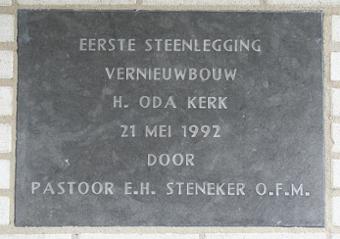 EERSTE STEENLEGGING
VERNIEUWBOUW
H. ODA KERK
21 MEI 1992
DOOR
PASTOOR E.H. STENEKER O.F.M.